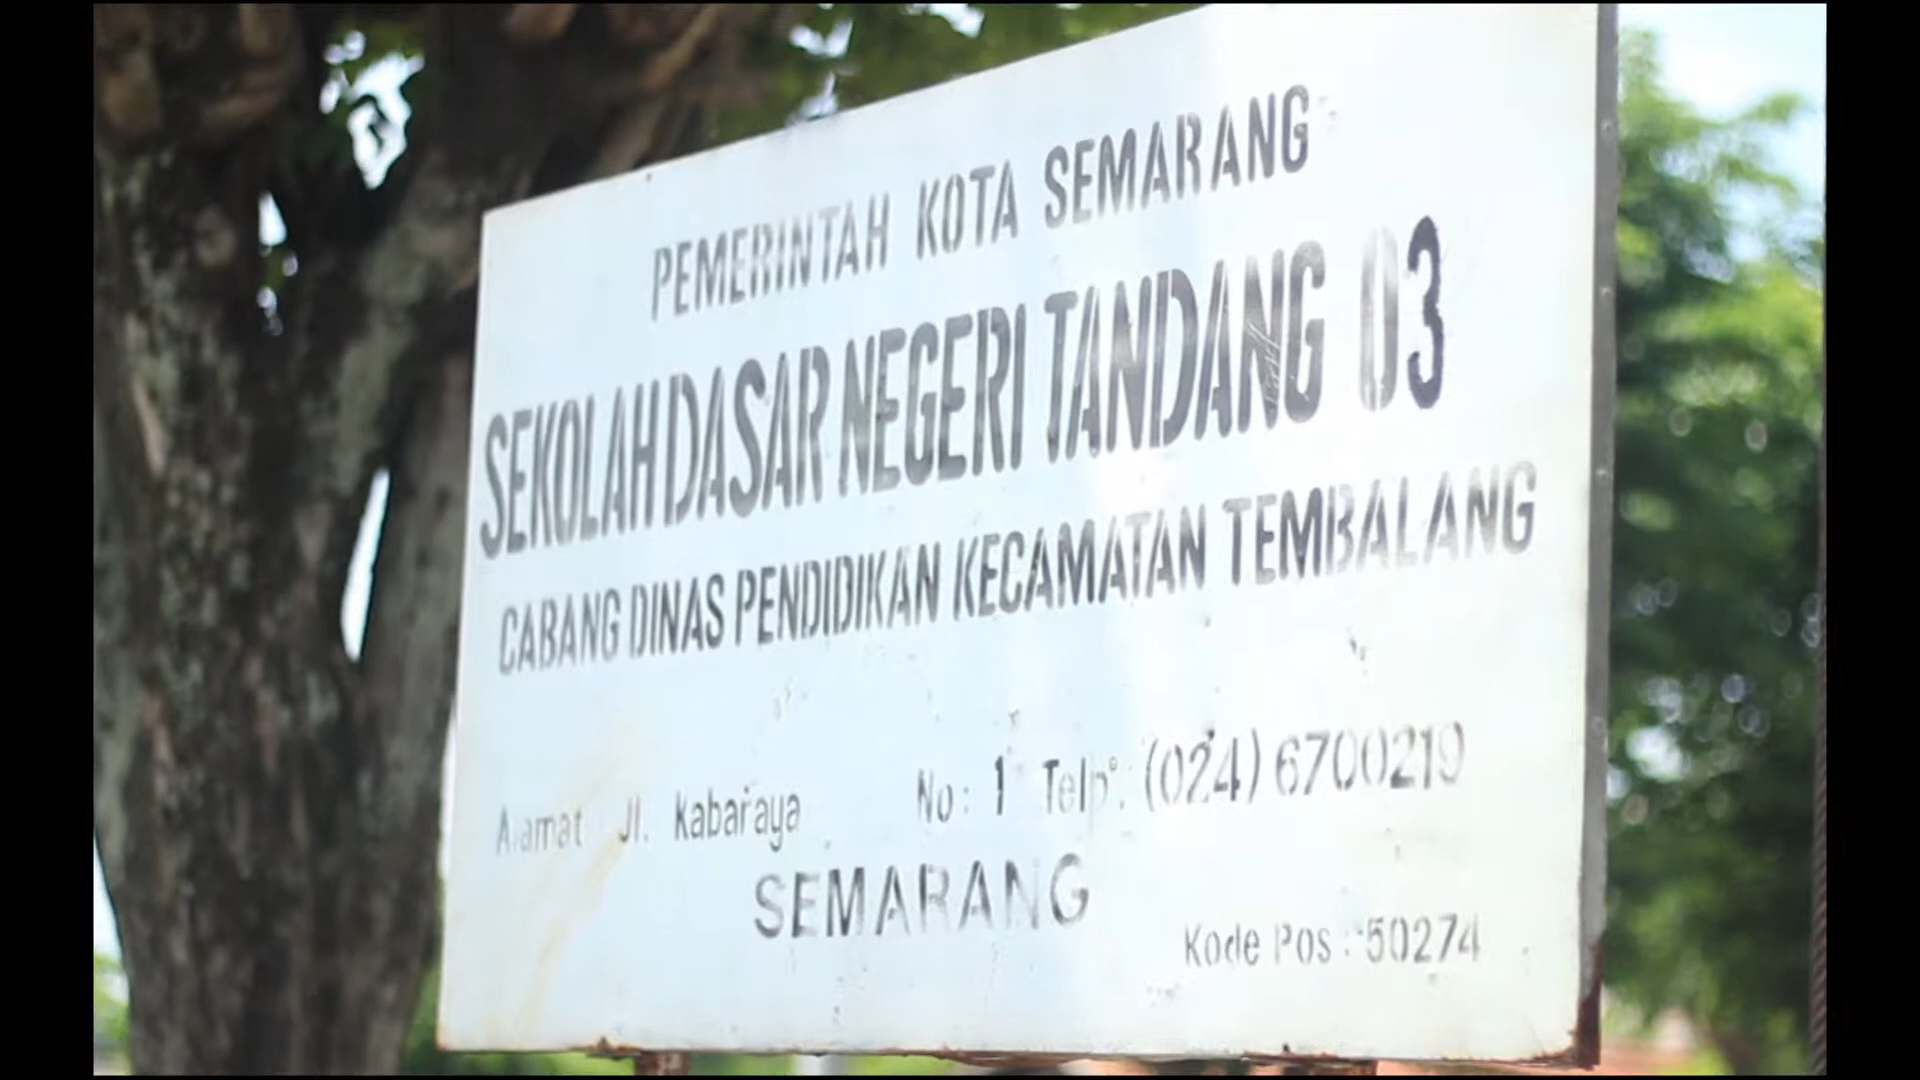 PEMERINTAH KOTA SEMARANG
SEKOLAH DASAR NEGERI TANDANG 03
CABANG DINAS PENDIDIKAN KECAMATAN TEMBALANG
Alamat Jl. Kabaraya No: 1 Telp: (024) 6700219
SEMARANG
Kode Pos : 50274